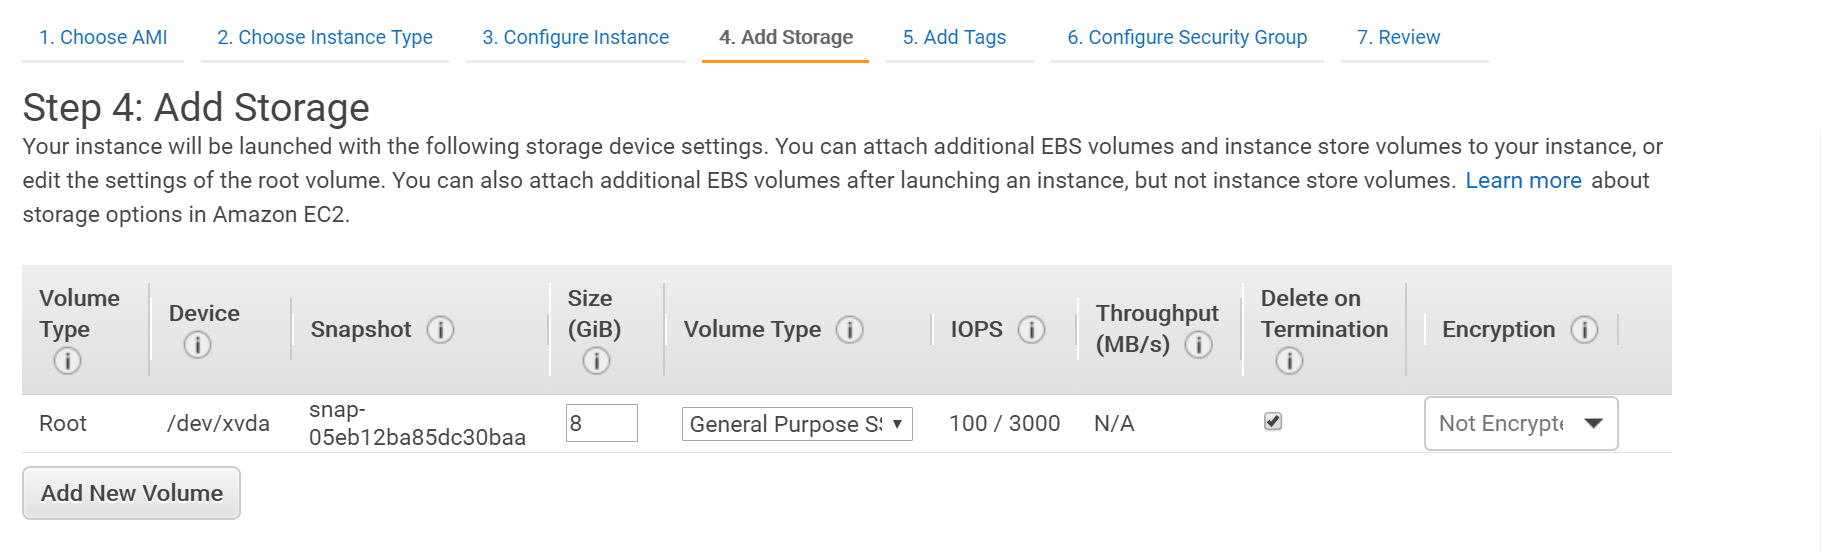 1. Choose AMI 2. Choose Instance Type 3. Configure Instance 4. Add Storage 5. Add Tags 6. Configure Security Group 7. Review
Step 4: Add Storage
Your instance will be launched with the following storage device settings. You can attach additional EBS volumes and instance store volumes to your instance, or
edit the settings of the root volume. You can also attach additional EBS volumes after launching an instance, but not instance store volumes. Learn more about
storage options in Amazon EC2.
Volume Type Device Snapshot Size (GiB) Volume Type IOPS Throughput (MB/s) Delete on Termination Encryption
Root /dev/xvda snap-05eb12ba85dc30baa 8 General Purpose 100 / 3000 N/A Not
Add New Volume